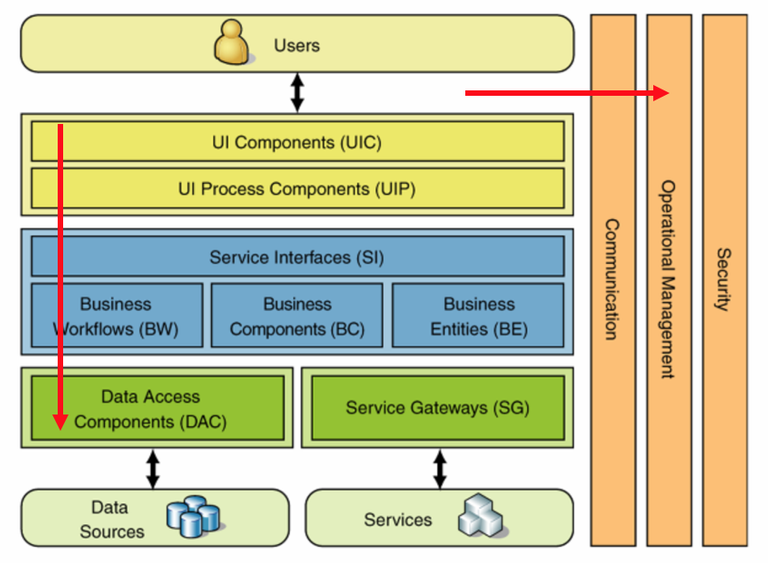 Users
UI Components (UIC)
UI Process Components (UIP)
Service Interfaces (SI)
Business
Workflows (BW)
Business
Components (BC)
Business
Entities (BE)
Data Access
Components (DAC)
Service Gateways (SG)
Data
Sources
Services
Communication
Operational Management
Security